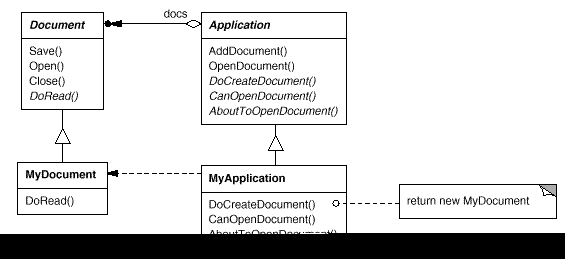 docs
Document
Save()
Open()
Close()
DoRead()
Application
AddDocument()
OpenDocument()
DoCreateDocument()
CanOpenDocument()
AboutToOpenDocument()
MyDocument
DoRead()
MyApplication
DoCreateDocument()
CanOpenDocument()
AboutToOpenDocument()
return new MyDocument